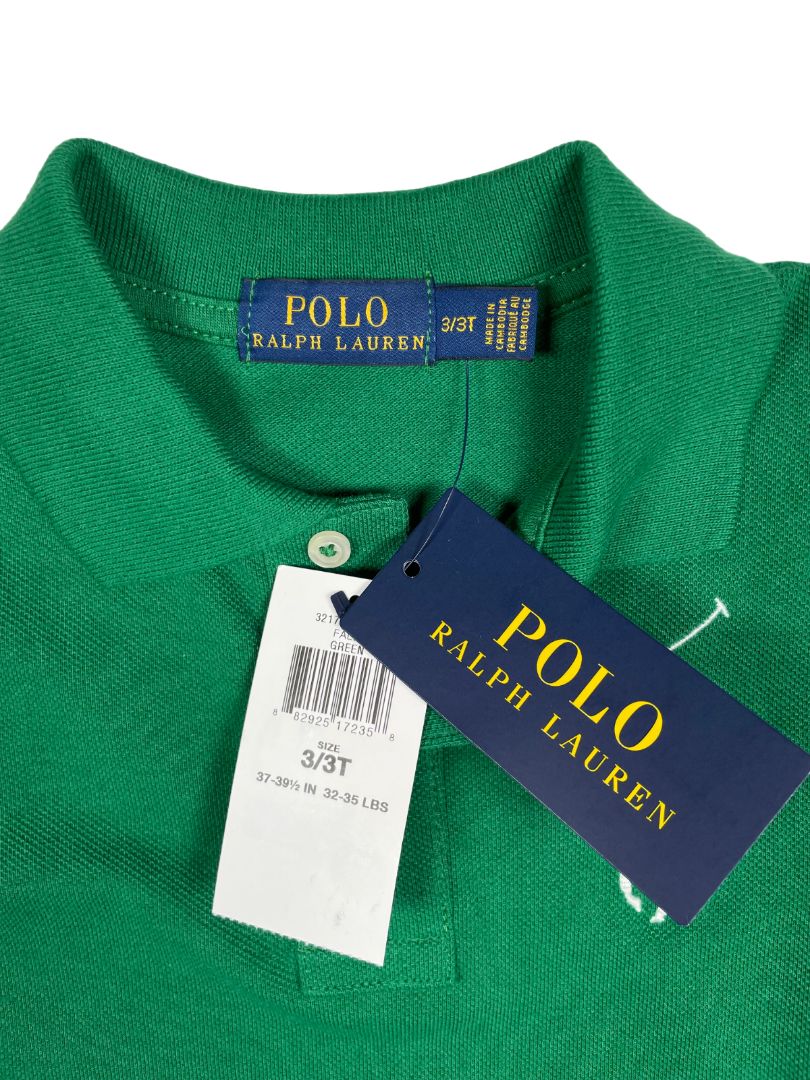 POLO
RALPH LAUREN
3/3T
MADE IN
CAMBODIA
FABRIQUÉ AU
CAMBODGE
GREEN
8 82925 17235 8
SIZE
3/3T
37-39½ IN 32-35 LBS
POLO
RALPH LAUREN